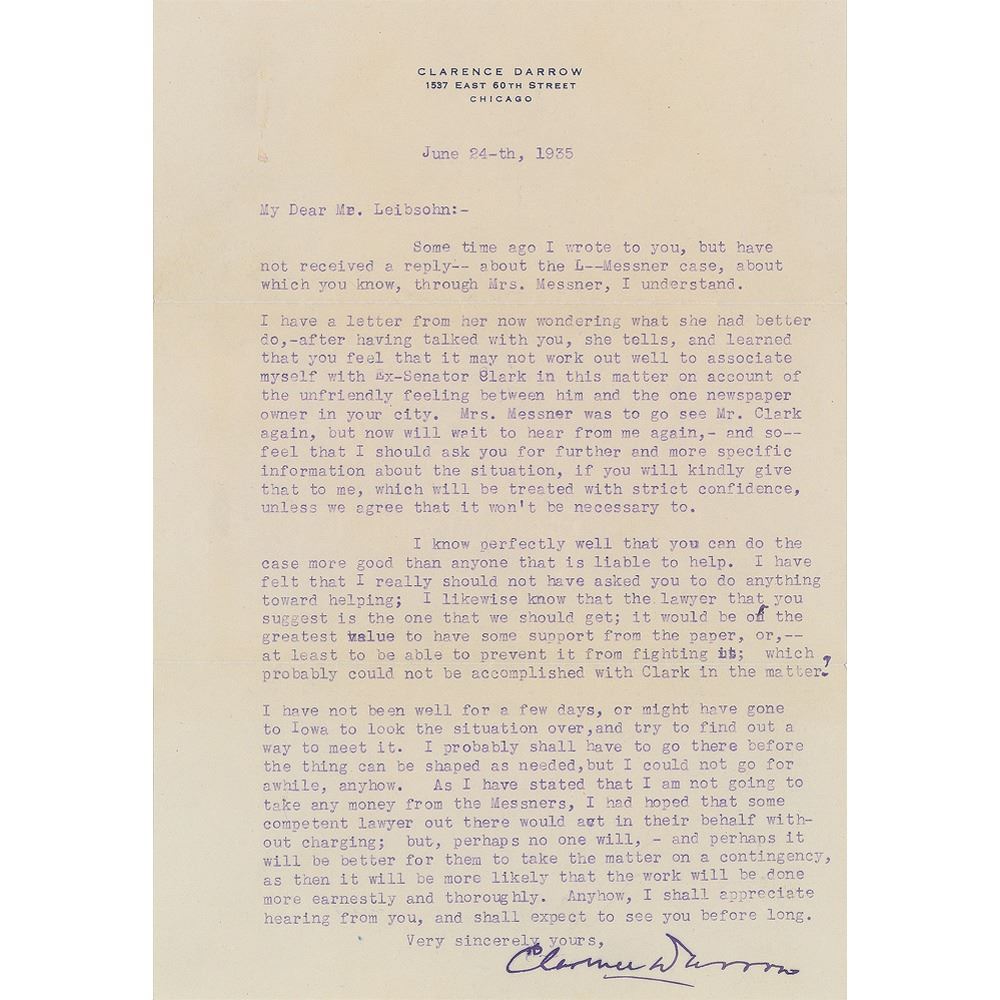 CLARENCE DARROW
1537 EAST 60TH STREET
CHICAGO
June 24-th, 1935
My Dear Mr. Leibsohn:-
Some time ago I wrote to you, but have
not received a reply-- about the L--Messner case, about
which you know, through Mrs. Messner, I understand.
I have a letter from her now wondering what she had better
do,-after having talked with you, she tells, and learned
that you feel that it may not work out well to associate
myself with Ex-Senator Clark in this matter on account of
the unfriendly feeling between him and the one newspaper
owner in your city. Mrs. Messner was to go see Mr. Clark
again, but now will wait to hear from me again,- and so--
feel that I should ask you for further and more specific
information about the situation, if you will kindly give
that to me, which will be treated with strict confidence,
unless we agree that it won't be necessary to.
I know perfectly well that you can do the
case more good than anyone that is liable to help. I have
felt that I really should not have asked you to do anything
toward helping; I likewise know that the lawyer that you
suggest is the one that we should get; it would be of the
greatest value to have some support from the paper, or,--
at least to be able to prevent it from fighting us; which,
probably could not be accomplished with Clark in the matter.
I have not been well for a few days, or might have gone
to Iowa to look the situation over,and try to find out a
way to meet it. I probably shall have to go there before
the thing can be shaped as needed,but I could not go for
awhile, anyhow. As I have stated that I am not going to
take any money from the Messners, I had hoped that some
competent lawyer out there would act in their behalf with-
out charging; but, perhaps no one will, - and perhaps it
will be better for them to take the matter on a contingency,
as then it will be more likely that the work will be done
more earnestly and thoroughly. Anyhow, I shall appreciate
hearing from you, and shall expect to see you before long.
Very sincerely yours,
Clarence Darrow